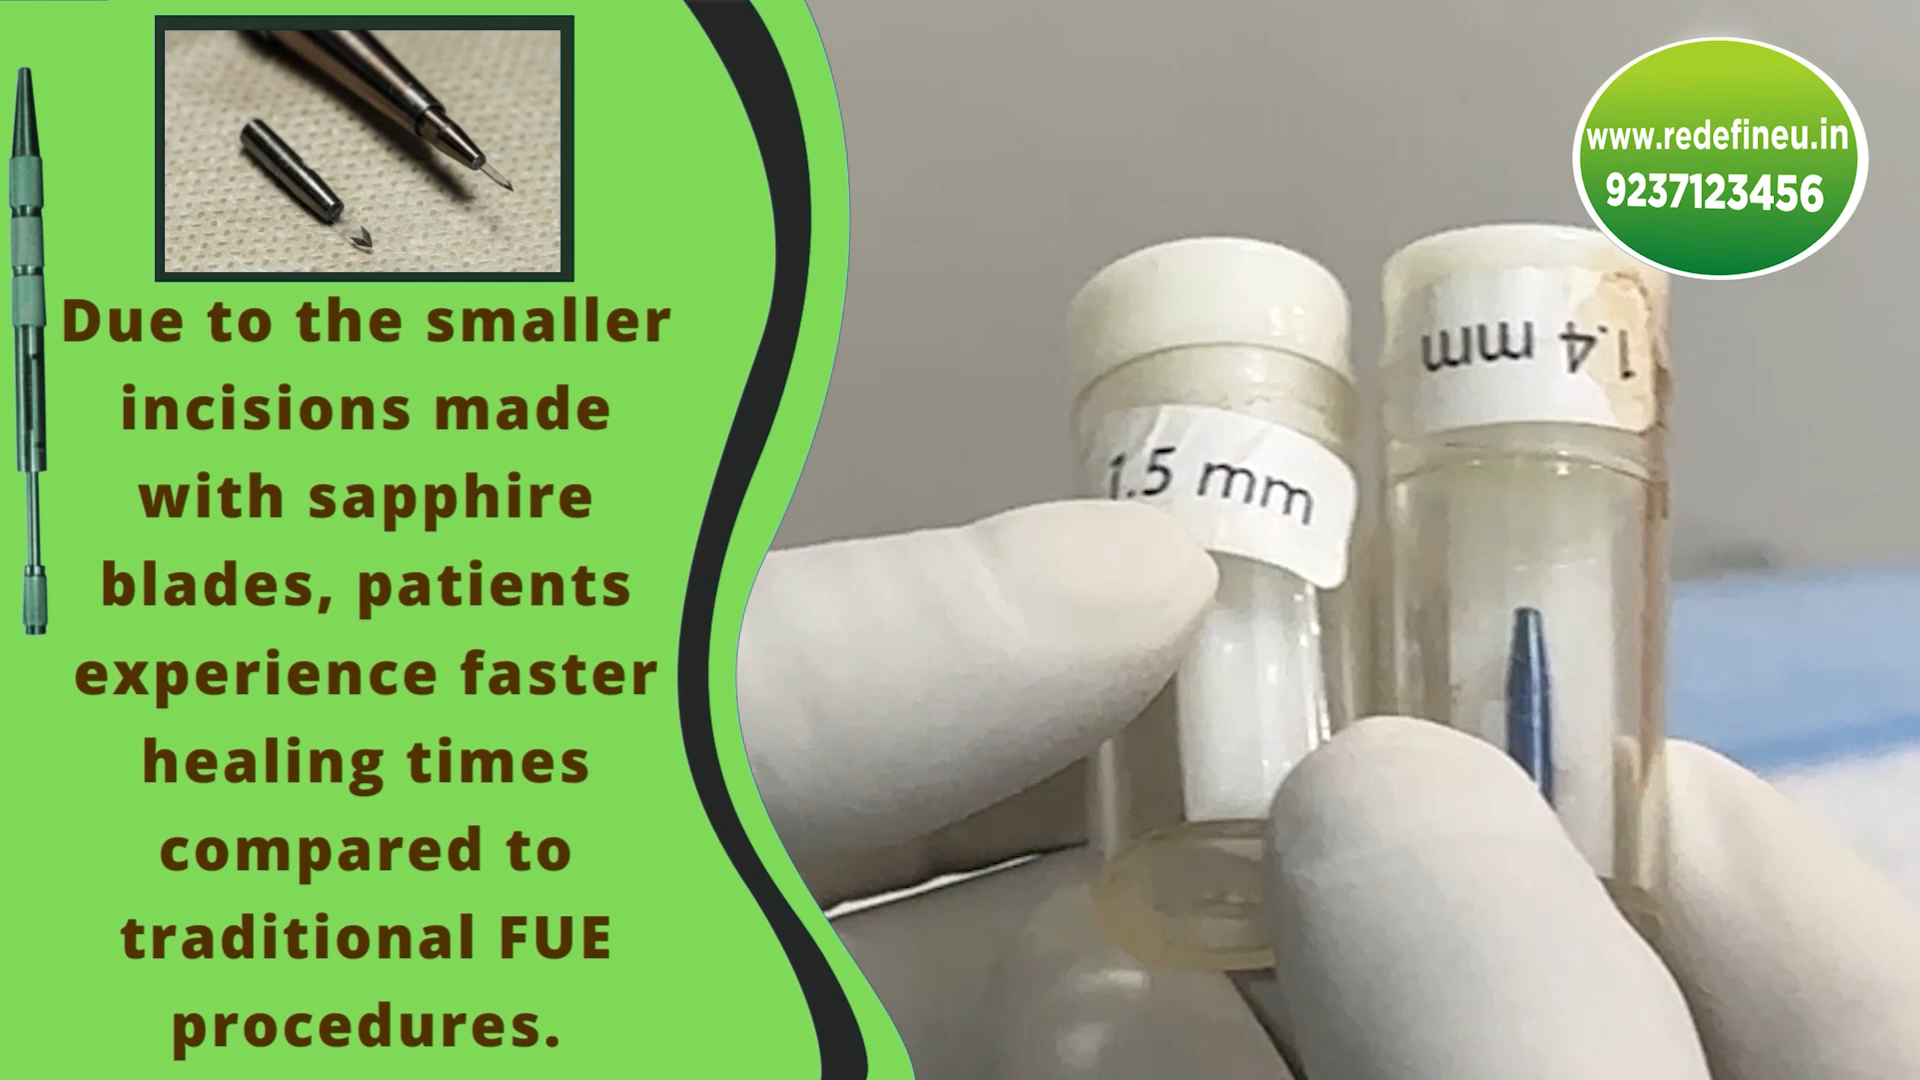 Due to the smaller
incisions made
with sapphire
blades, patients
experience faster
healing times
compared to
traditional FUE
procedures.
www.redefineu.in
9237123456
1.5 mm
1.4 mm